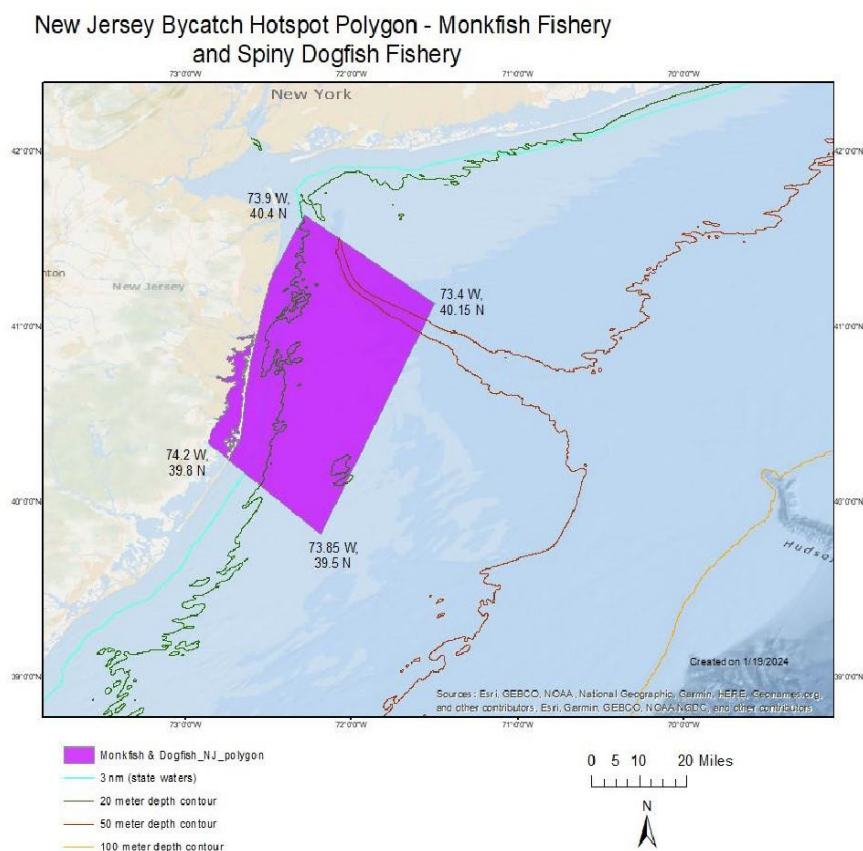 New Jersey Bycatch Hotspot Polygon - Monkfish Fishery
and Spiny Dogfish Fishery
73°0'0"W 72°0'0"W 71°0'0"W 70°0'0"W
New York
42°0'0"N 42°0'0"N
73.9 W,
40.4 N
New Jersey
73.4 W,
40.15 N
41°0'0"N 41°0'0"N
74.2 W,
39.8 N
40°0'0"N 40°0'0"N
73.85 W,
39.5 N
39°0'0"N
Created on 1/19/2024
Sources: Esri, GEBCO, NOAA, National Geographic, Garmin, HERE, Geonames.org,
and other contributors, Esri, Garmin, GEBCO, NOAA NGDC, and other contributors
73°0'0"W 72°0'0"W 71°0'0"W 70°0'0"W
Monkfish & Dogfish_NJ_polygon
3 nm (state waters)
20 meter depth contour
50 meter depth contour
100 meter depth contour
0 5 10 20 Miles
N